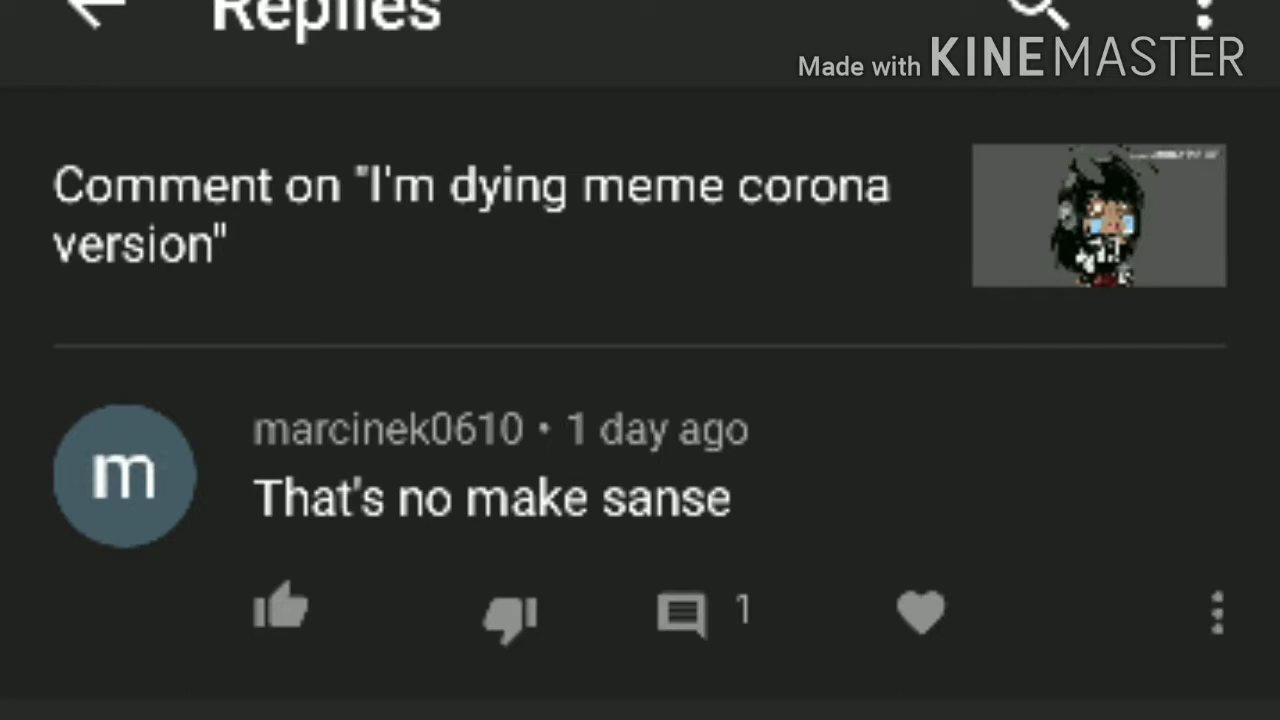 Replies
Made with KINEMASTER
Comment on "I'm dying meme corona
version"
m
marcinek0610 • 1 day ago
That's no make sanse
1